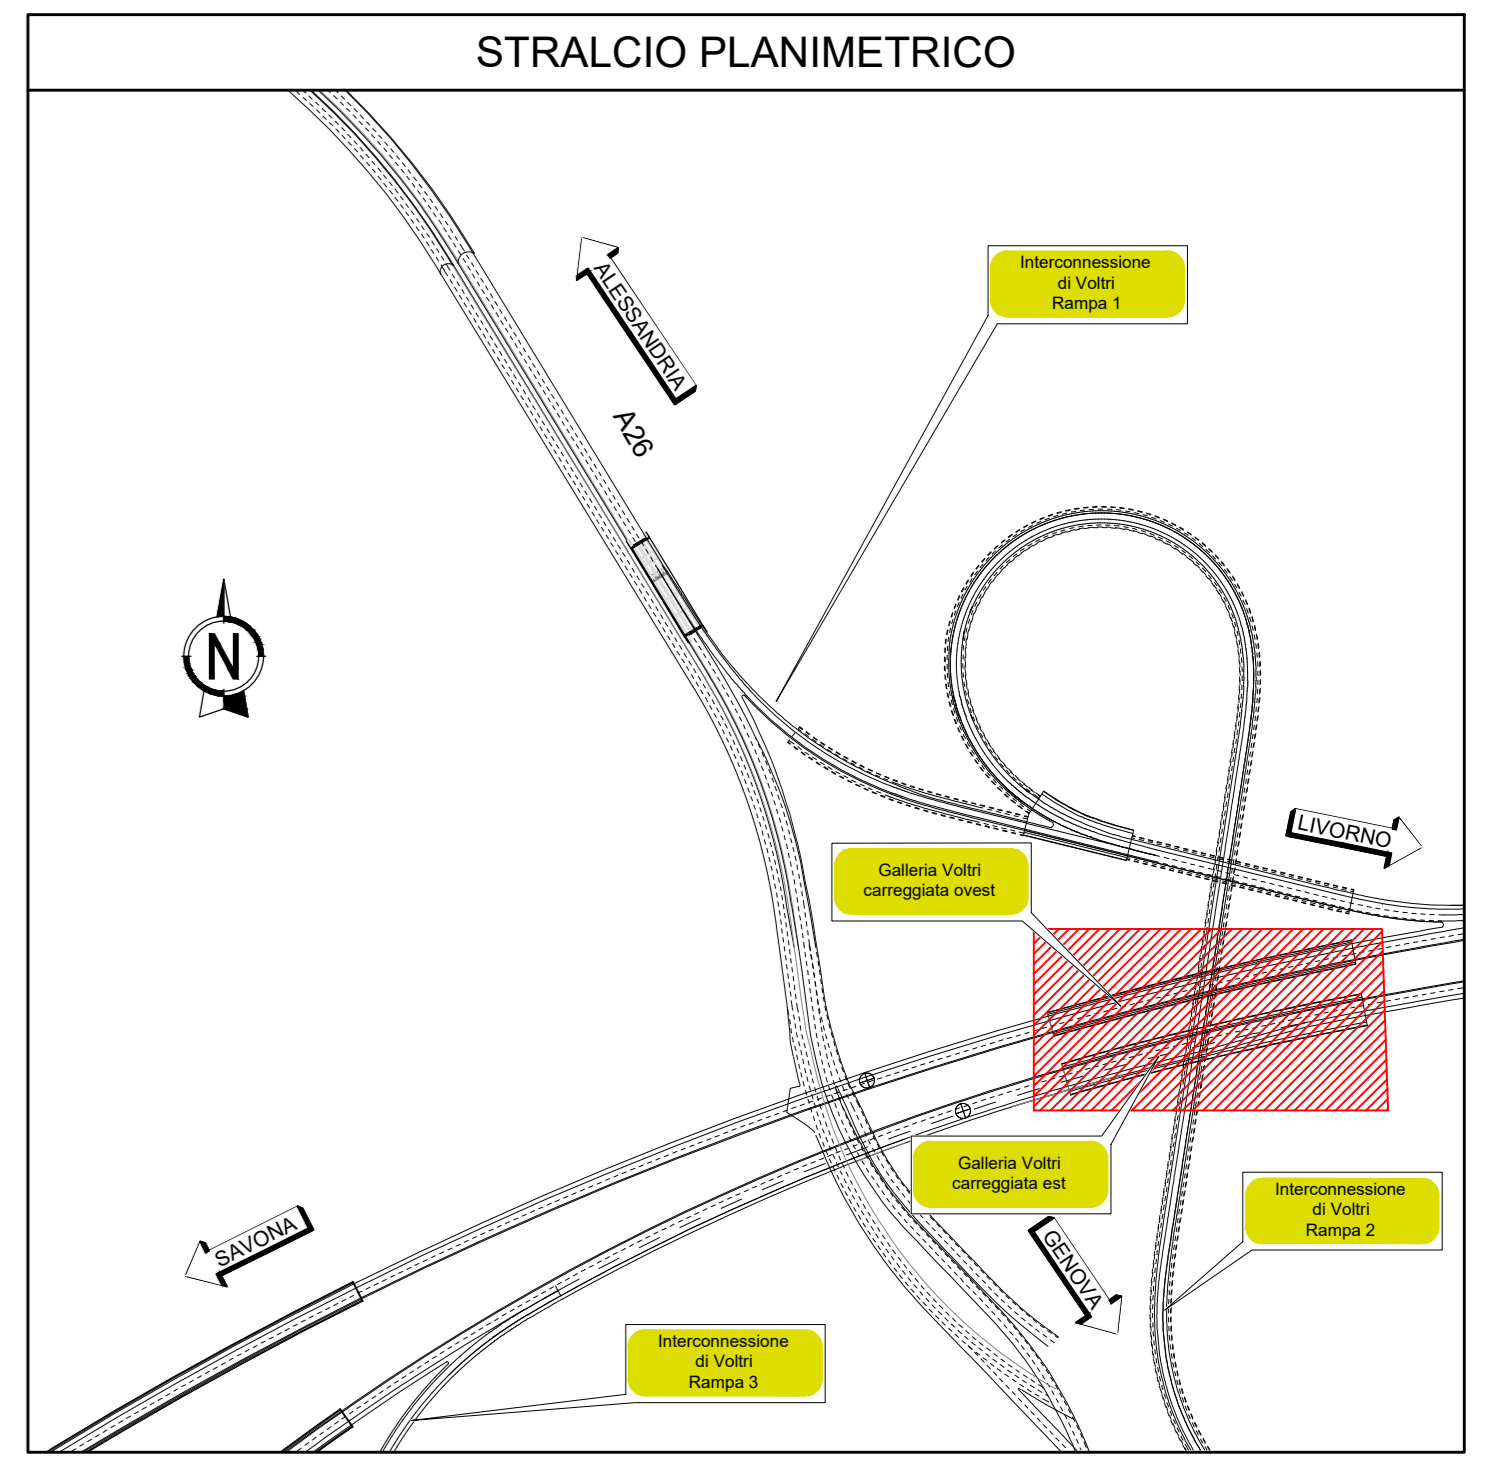 STRALCIO PLANIMETRICO
ALESSANDRIA
A26
Interconnessione
di Voltri
Rampa 1
N
LIVORNO
Galleria Voltri
carreggiata ovest
Galleria Voltri
carreggiata est
Interconnessione
di Voltri
Rampa 2
SAVONA
GENOVA
Interconnessione
di Voltri
Rampa 3